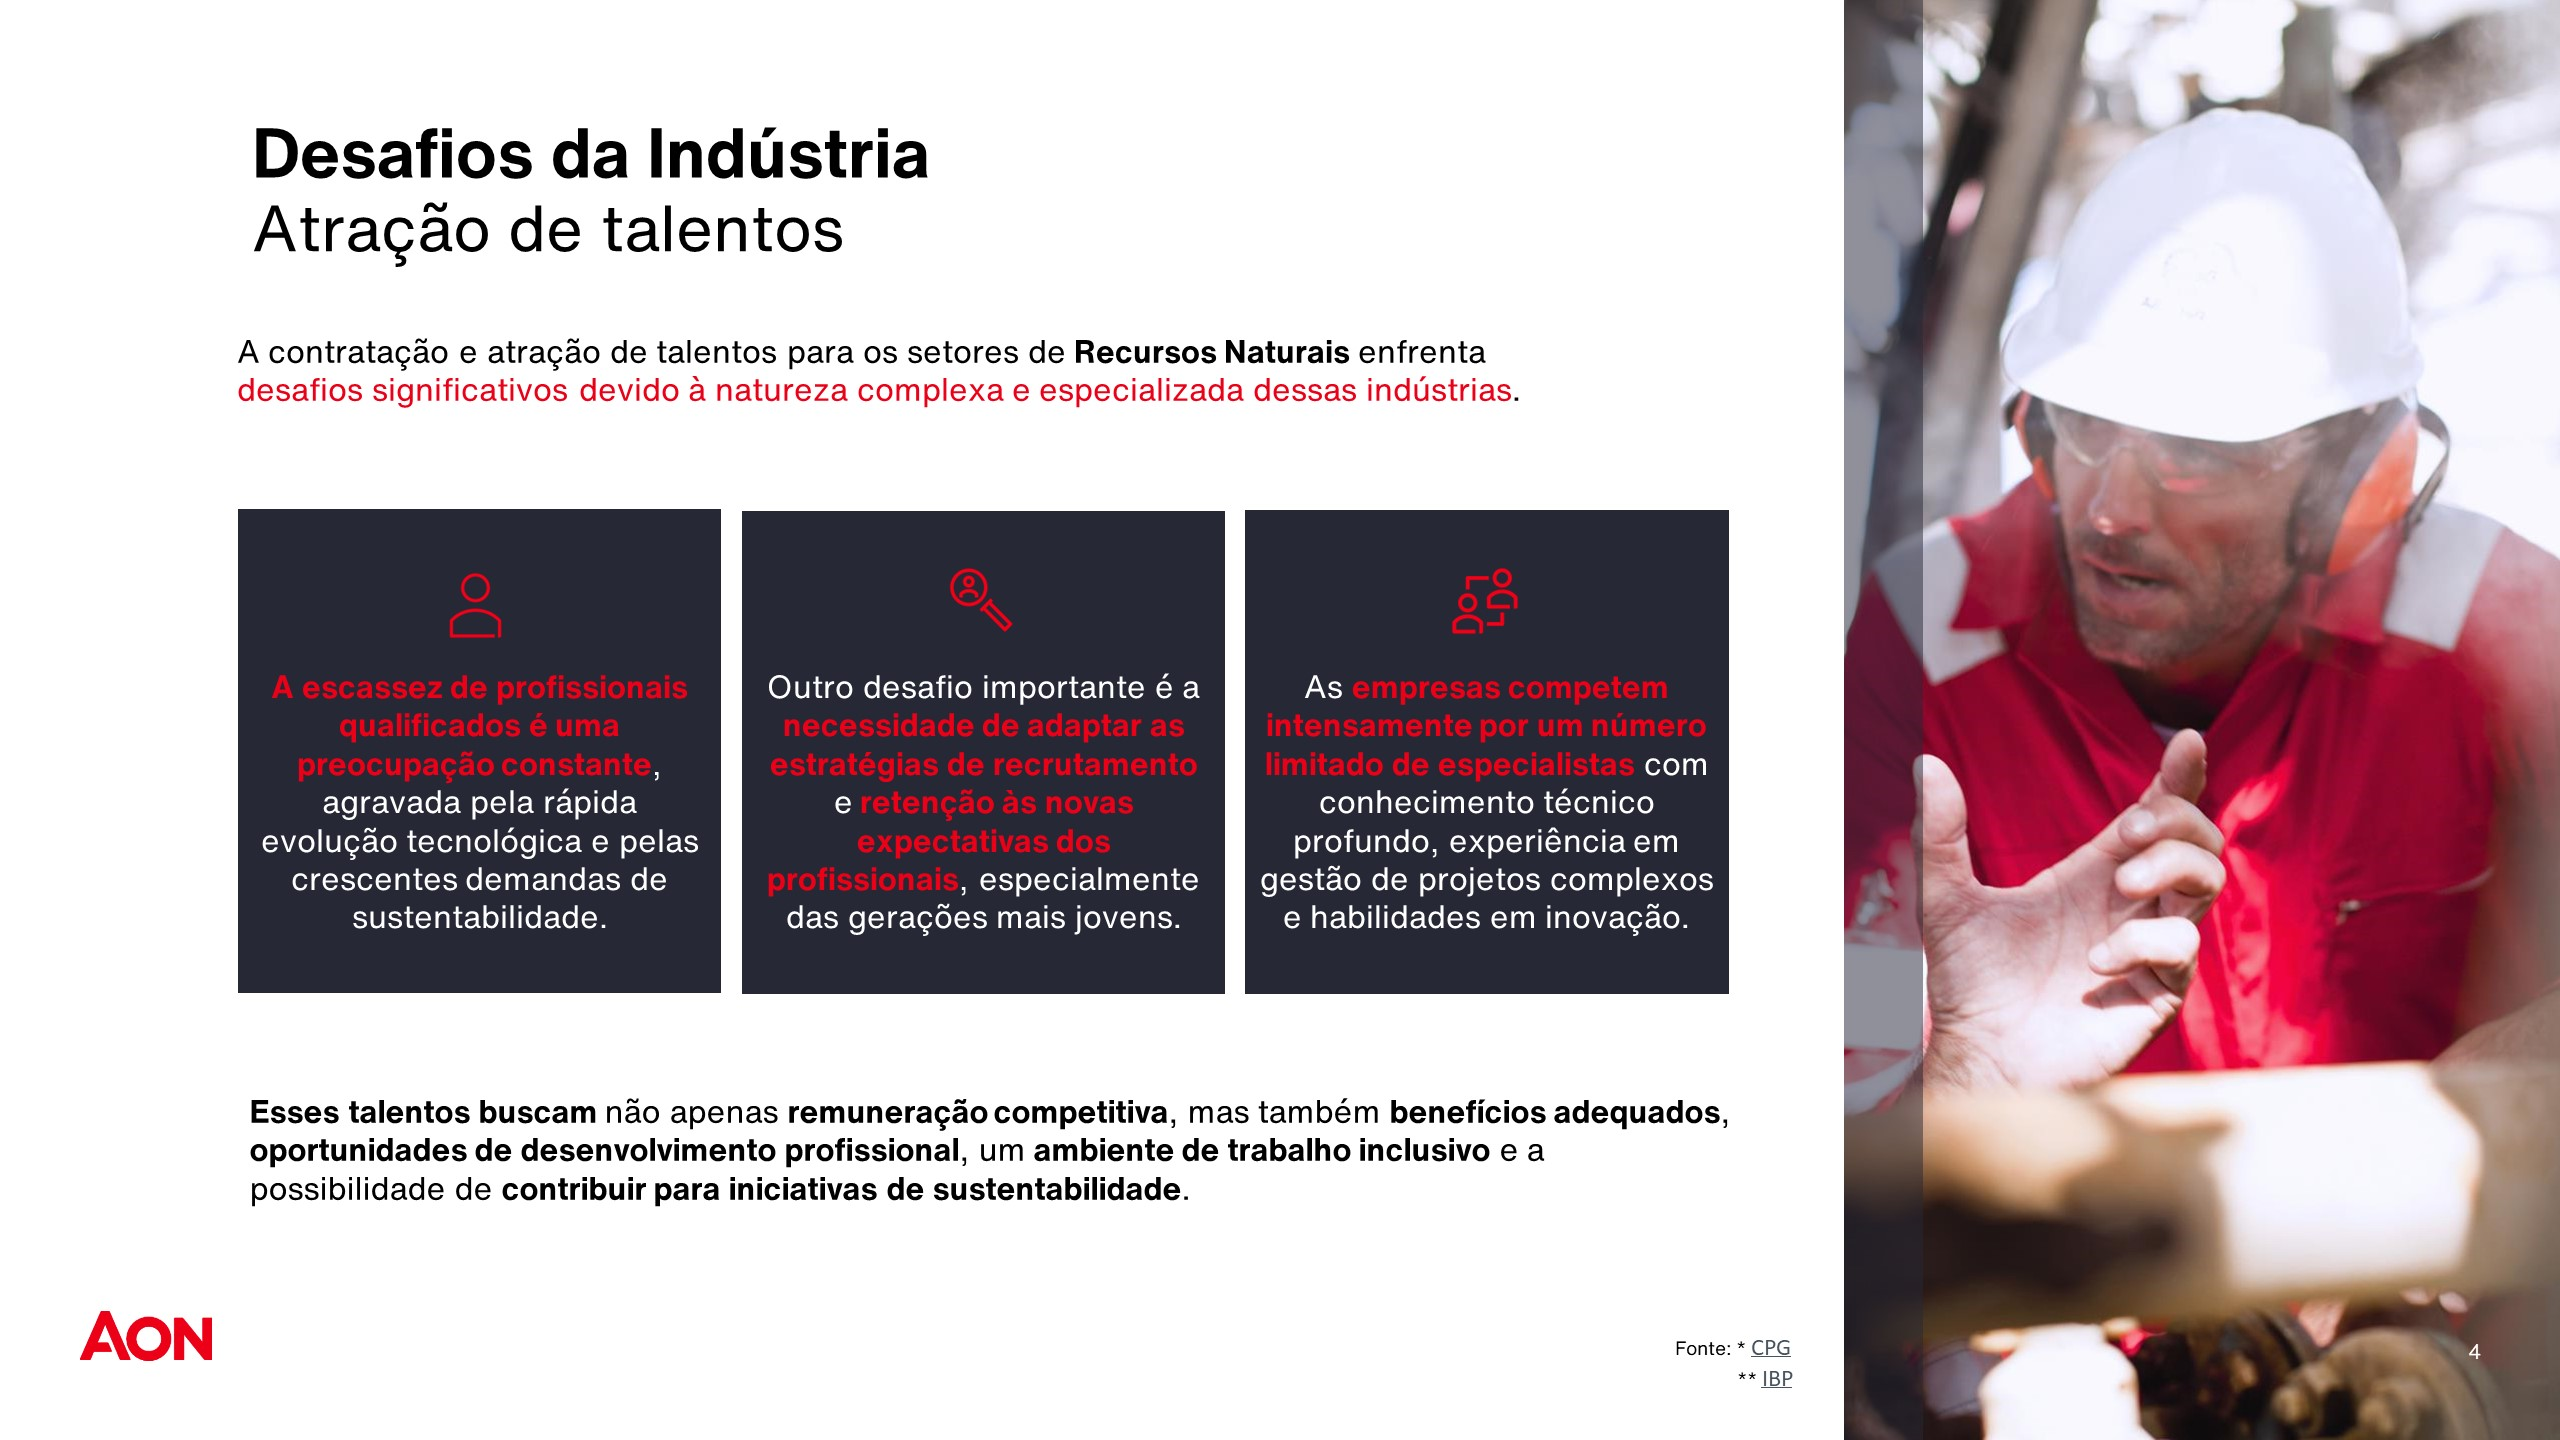 Desafios da Indústria
Atração de talentos
A contratação e atração de talentos para os setores de Recursos Naturais enfrenta
desafios significativos devido à natureza complexa e especializada dessas indústrias.
A escassez de profissionais
qualificados é uma
preocupação constante,
agravada pela rápida
evolução tecnológica e pelas
crescentes demandas de
sustentabilidade.
Outro desafio importante é a
necessidade de adaptar as
estratégias de recrutamento
e retenção às novas
expectativas dos
profissionais, especialmente
das gerações mais jovens.
As empresas competem
intensamente por um número
limitado de especialistas com
conhecimento técnico
profundo, experiência em
gestão de projetos complexos
e habilidades em inovação.
Esses talentos buscam não apenas remuneração competitiva, mas também benefícios adequados,
oportunidades de desenvolvimento profissional, um ambiente de trabalho inclusivo e a
possibilidade de contribuir para iniciativas de sustentabilidade.
AON
Fonte: * CPG
** IBP
4